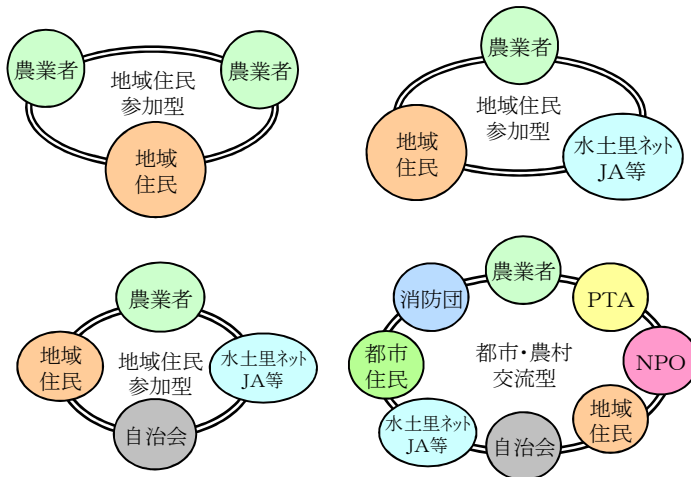 農業者
農業者
地域住民
参加型
地域
住民
農業者
地域住民
参加型
地域
住民
水土里ネット
JA等
農業者
地域
住民
地域住民
参加型
水土里ネット
JA等
自治会
農業者
消防団
PTA
都市
住民
都市・農村
交流型
NPO
水土里ネット
JA等
自治会
地域
住民